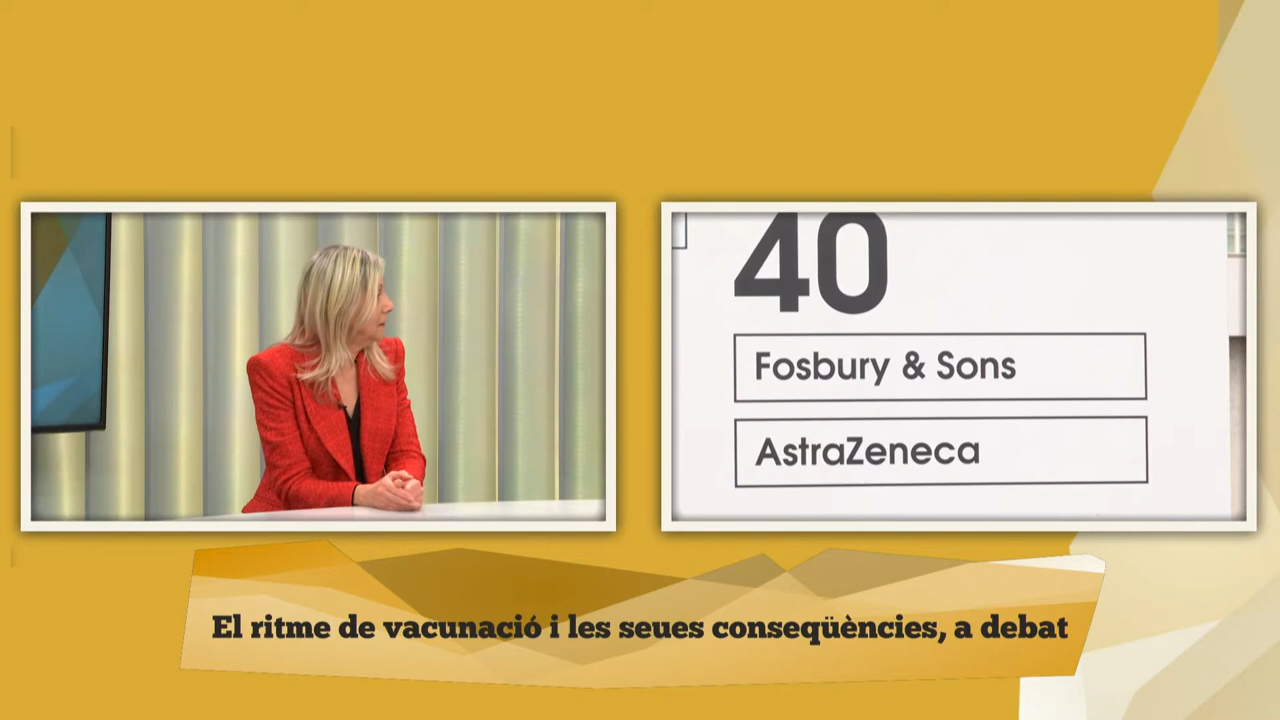 40
Fosbury & Sons
AstraZeneca
El ritme de vacunació i les seues conseqüències, a debat